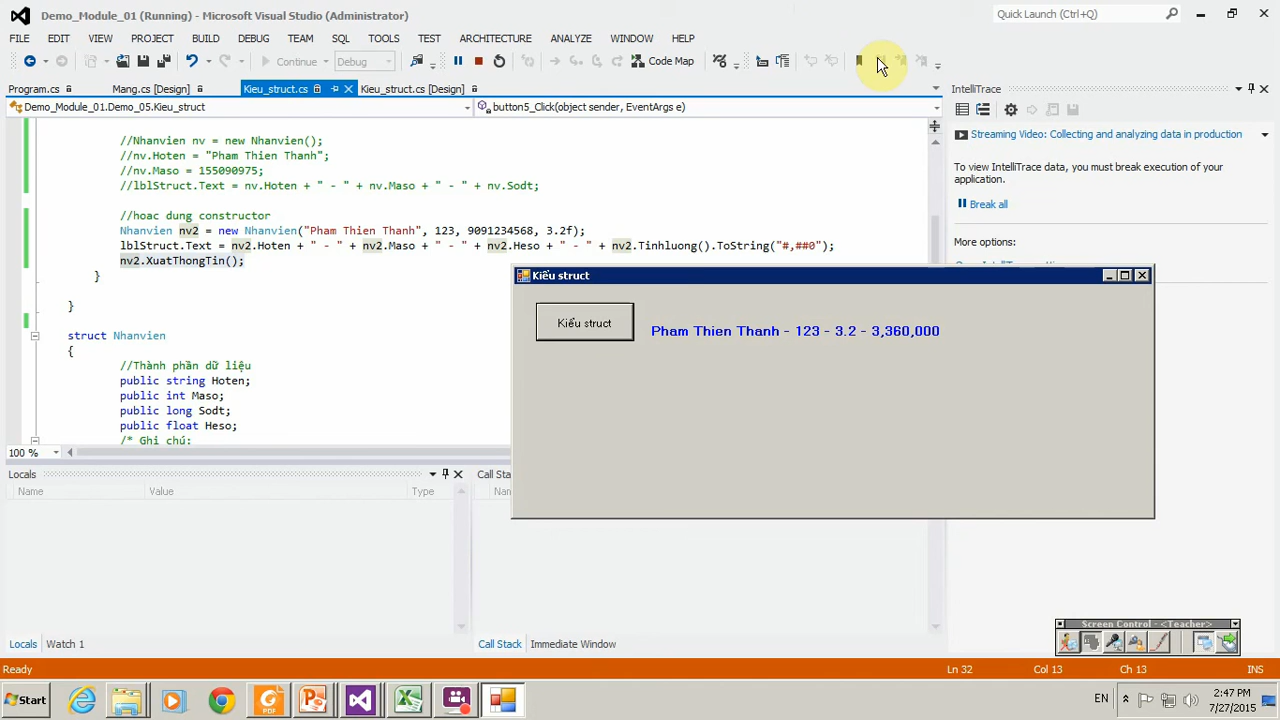 Demo_Module_01 (Running) - Microsoft Visual Studio (Administrator)
Quick Launch (Ctrl+Q)
FILE EDIT VIEW PROJECT BUILD DEBUG TEAM SQL TOOLS TEST ARCHITECTURE ANALYZE WINDOW HELP
Continue Debug Code Map
Program.cs Mang.cs [Design] Kieu_struct.cs Kieu_struct.cs [Design]
IntelliTrace
Demo_Module_01.Demo_05.Kieu_struct button5_Click(object sender, EventArgs e)
Streaming Video: Collecting and analyzing data in production
To view IntelliTrace data, you must break execution of your
application.
Break all
More options:
//Nhanvien nv = new Nhanvien();
//nv.Hoten = "Pham Thien Thanh";
//nv.Maso = 155090975;
//lblStruct.Text = nv.Hoten + " - " + nv.Maso + " - " + nv.Sodt;
//hoac dung constructor
Nhanvien nv2 = new Nhanvien("Pham Thien Thanh", 123, 9091234568, 3.2f);
lblStruct.Text = nv2.Hoten + " - " + nv2.Maso + " - " + nv2.Heso + " - " + nv2.Tinhluong().ToString("#,##0");
nv2.XuatThongTin();
}
}
struct Nhanvien
{
//Thành phần dữ liệu
public string Hoten;
public int Maso;
public long Sodt;
public float Heso;
/* Ghi chú:
Kiểu struct
Kiểu struct
Pham Thien Thanh - 123 - 3.2 - 3,360,000
100 %
Locals
Name Value Type
Call Sta
Nan
Locals Watch 1
Call Stack Immediate Window
Screen Control - <Teacher>
Ready
Ln 32 Col 13 Ch 13 INS
Start
PDF
EN
2:47 PM
7/27/2015